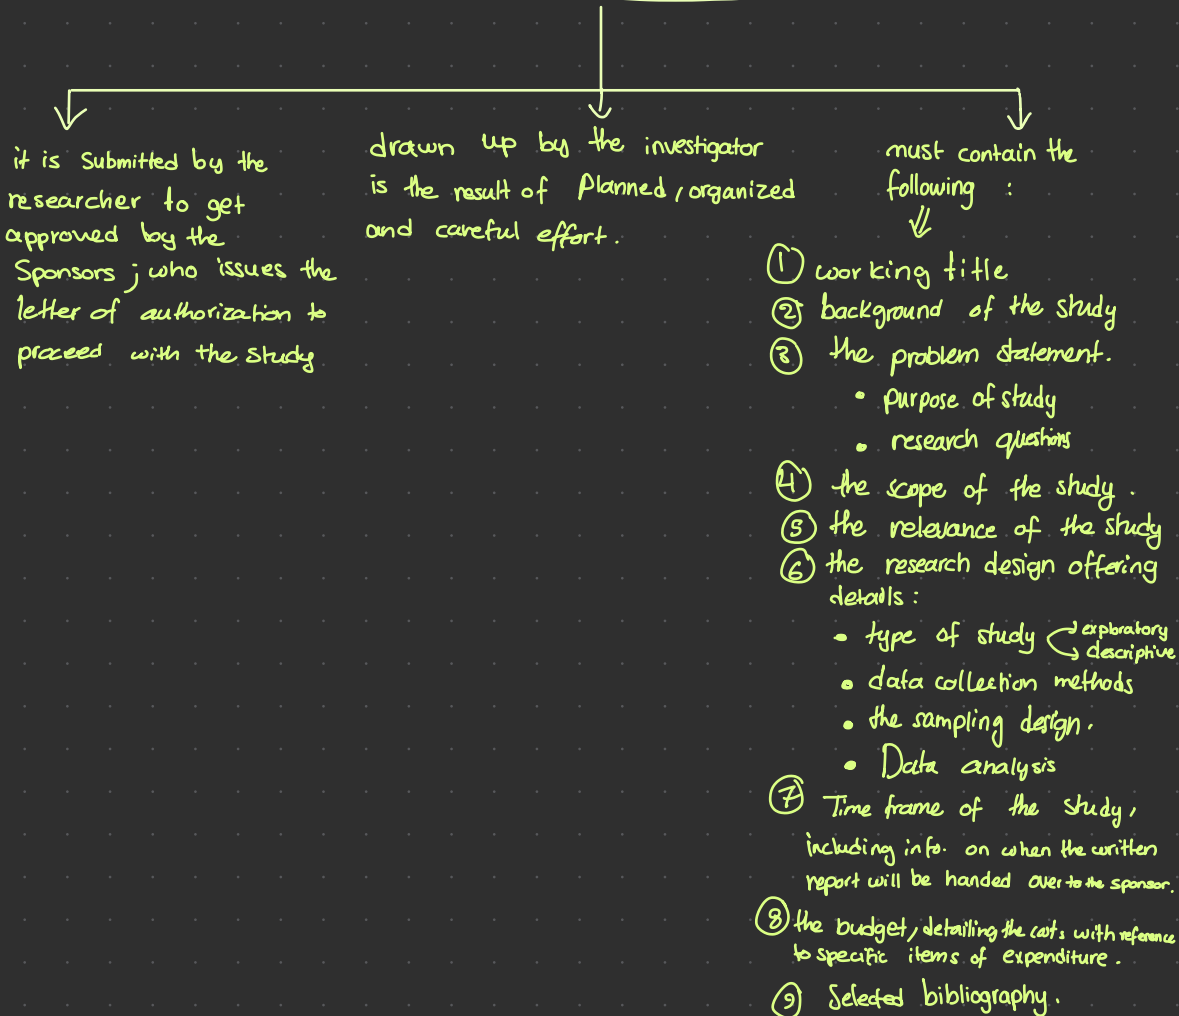 it is Submitted by the
researcher to get
approved by the
Sponsors ; who issues the
letter of authorization to
proceed with the study
drawn up by the investigator
is the result of Planned, organized
and careful effort.
must contain the
following :
① working title
② background of the study
③ the problem statement.
• purpose of study
• research questions
④ the scope of the study.
⑤ the relevance of the study
⑥ the research design offering
details :
• type of study exploratory
descriptive
• data collection methods
• the sampling design.
• Data analysis
⑦ Time frame of the study,
including info. on when the written
report will be handed over to the sponsor.
⑧ the budget, detailing the costs with reference
to specific items of expenditure.
⑨ Selected bibliography.